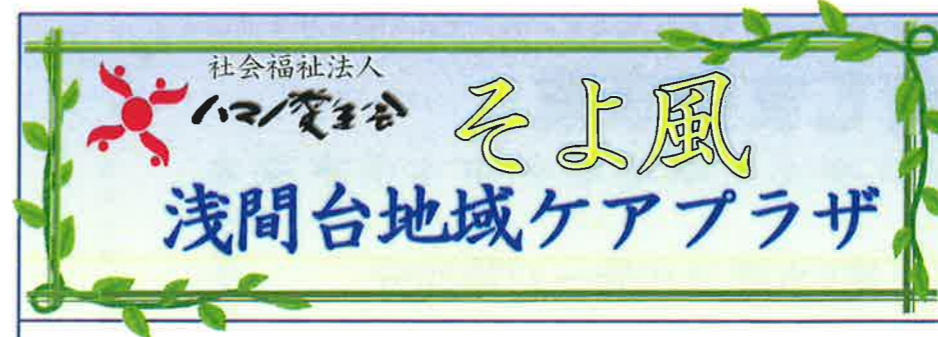 社会福祉法人
ハマノ愛生会
そよ風
浅間台地域ケアプラザ